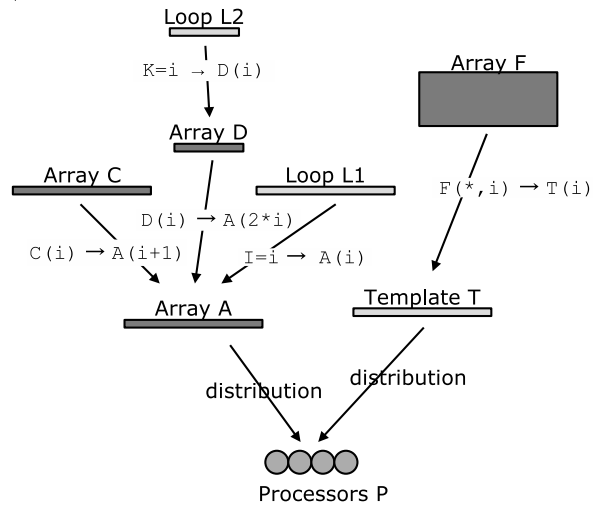 Loop L2
K=i → D(i)
Array F
Array D
Array C
Loop L1
F(*,i) → T(i)
D(i) → A(2*i)
C(i) → A(i+1)
I=i → A(i)
Array A
Template T
distribution
distribution
Processors P